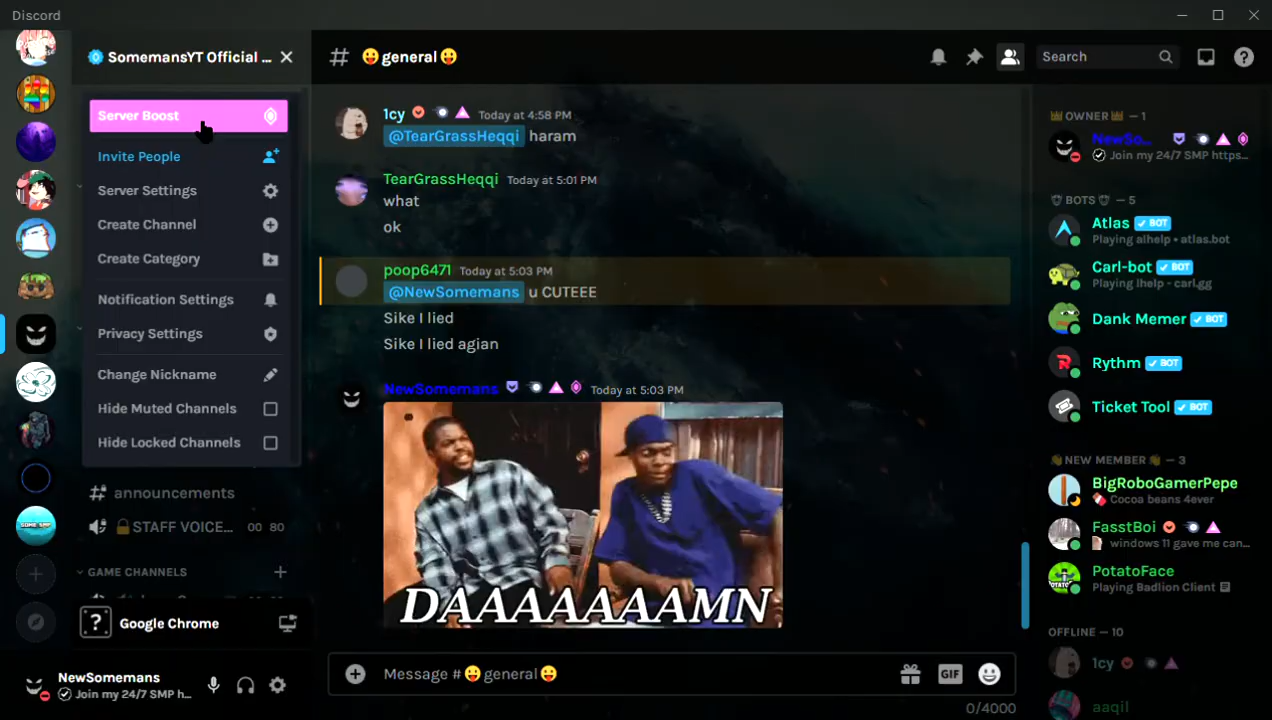 Discord
SomemansYT Official ...
Server Boost
Invite People
Server Settings
Create Channel
Create Category
Notification Settings
Privacy Settings
Change Nickname
Hide Muted Channels
Hide Locked Channels
announcements
STAFF VOICE... 00 80
GAME CHANNELS
? Google Chrome
NewSomemans
Join my 24/7 SMP h...
# 😛general😛
Search
1cy Today at 4:58 PM
@TearGrassHeqqi haram
TearGrassHeqqi Today at 5:01 PM
what
ok
poop6471 Today at 5:03 PM
@NewSomemans u CUTEEE
Sike I lied
Sike I lied agian
NewSomemans Today at 5:03 PM
DAAAAAAAMN
Message #😛general😛
GIF
0/4000
OWNER — 1
NewSo...
Join my 24/7 SMP https...
BOTS — 5
Atlas BOT
Playing alhelp • atlas.bot
Carl-bot BOT
Playing !help - carl.gg
Dank Memer BOT
Rythm BOT
Ticket Tool BOT
NEW MEMBER — 3
BigRoboGamerPepe
Cocoa beans 4ever
FasstBoi
windows 11 gave me can...
PotatoFace
Playing Badlion Client
OFFLINE — 10
1cy
aaqil
SOME SMP